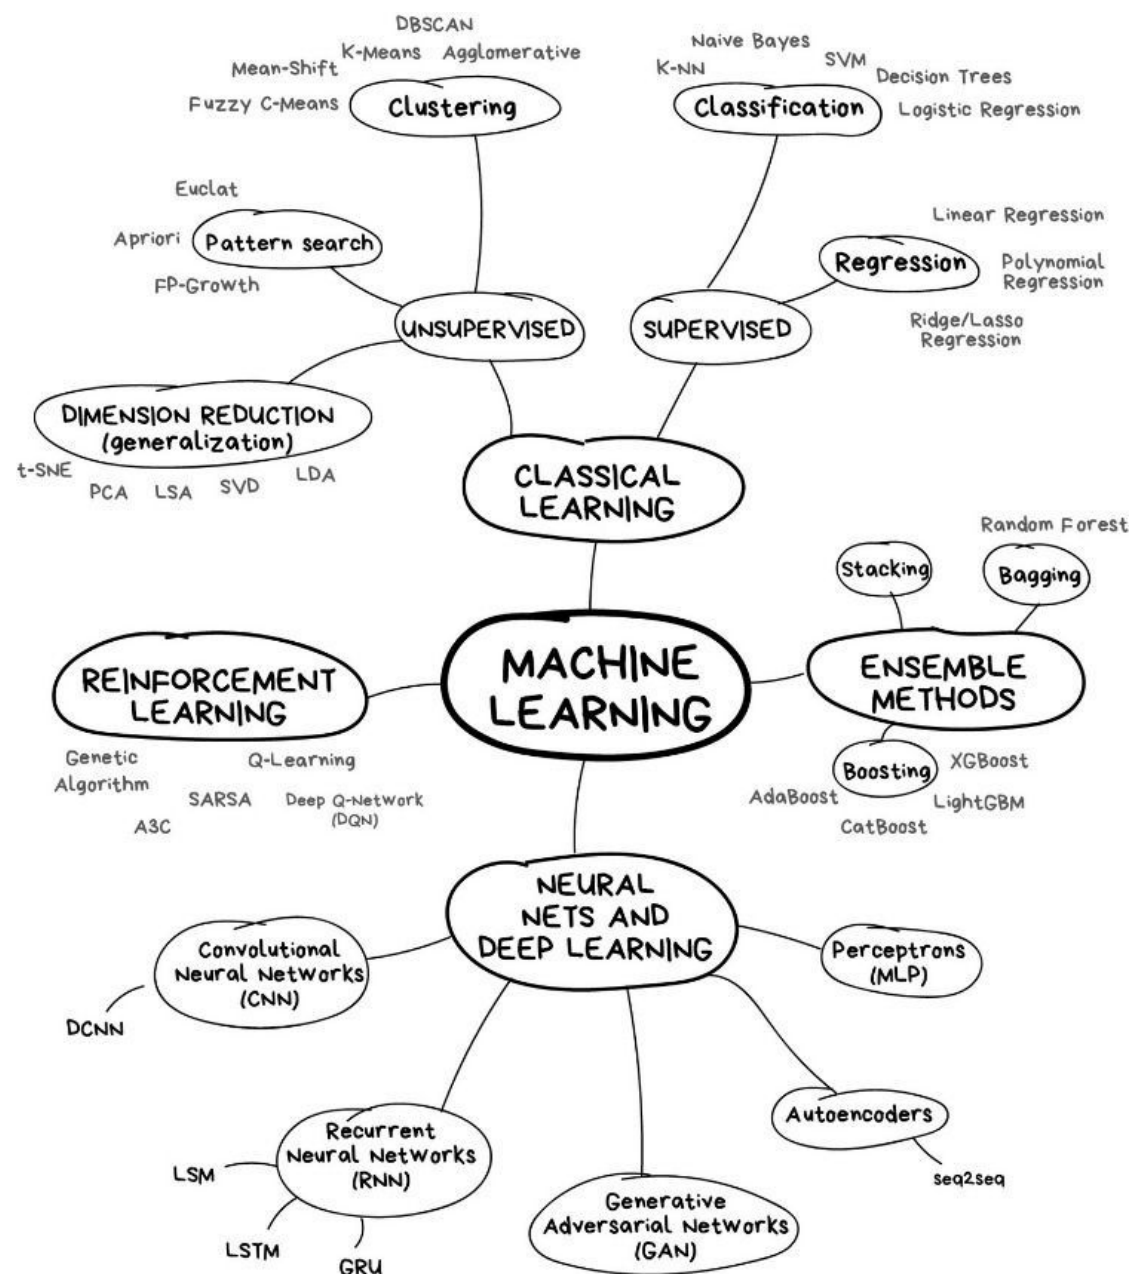 DBSCAN
K-Means
Agglomerative
Mean-Shift
Fuzzy C-Means
Clustering
Naive Bayes
K-NN
SVM
Decision Trees
Classification
Logistic Regression
Euclat
Apriori
Pattern search
FP-Growth
Linear Regression
Regression
Polynomial
Regression
Ridge/Lasso
Regression
UNSUPERVISED
SUPERVISED
DIMENSION REDUCTION
(generalization)
t-SNE
PCA
LSA
SVD
LDA
CLASSICAL
LEARNING
Random Forest
Stacking
Bagging
MACHINE
LEARNING
REINFORCEMENT
LEARNING
Genetic
Algorithm
Q-Learning
SARSA
Deep Q-Network
(DQN)
A3C
ENSEMBLE
METHODS
Boosting
XGBoost
AdaBoost
LightGBM
CatBoost
NEURAL
NETS AND
DEEP LEARNING
Convolutional
Neural Networks
(CNN)
DCNN
Perceptrons
(MLP)
Recurrent
Neural Networks
(RNN)
LSM
LSTM
GRU
Generative
Adversarial Networks
(GAN)
Autoencoders
seq2seq